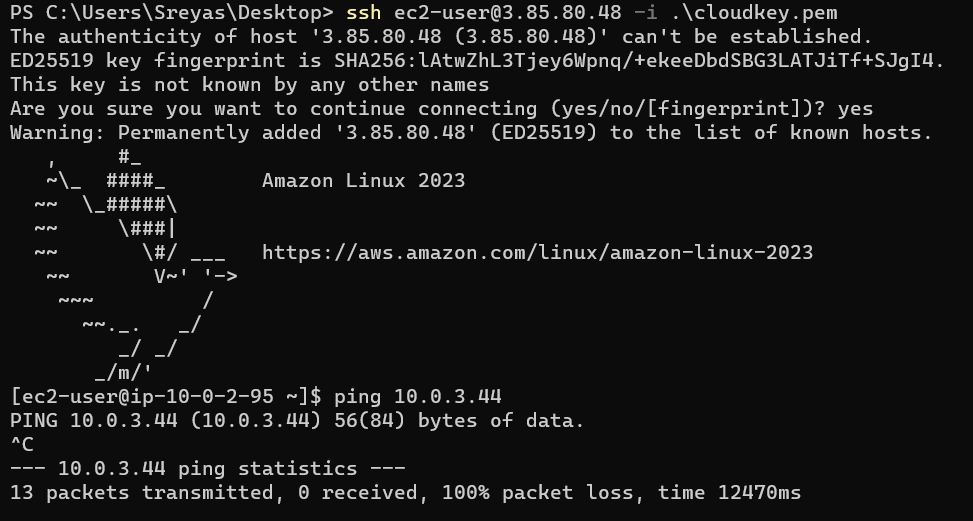 PS C:\Users\Sreyas\Desktop> ssh ec2-user@3.85.80.48 -i .\cloudkey.pem
The authenticity of host '3.85.80.48 (3.85.80.48)' can't be established.
ED25519 key fingerprint is SHA256:lAtwZhL3Tjey6Wpnq/+ekeeDbdSBG3LATJiTf+SJgI4.
This key is not known by any other names
Are you sure you want to continue connecting (yes/no/[fingerprint])? yes
Warning: Permanently added '3.85.80.48' (ED25519) to the list of known hosts.
   ,     #_
   ~\_  ####_        Amazon Linux 2023
  ~~  \_#####\
  ~~     \###|
  ~~       \#/ ___   https://aws.amazon.com/linux/amazon-linux-2023
   ~~       V~' '->
    ~~~         /
      ~~._.   _/
         _/ _/
       _/m/'
[ec2-user@ip-10-0-2-95 ~]$ ping 10.0.3.44
PING 10.0.3.44 (10.0.3.44) 56(84) bytes of data.
^C
--- 10.0.3.44 ping statistics ---
13 packets transmitted, 0 received, 100% packet loss, time 12470ms